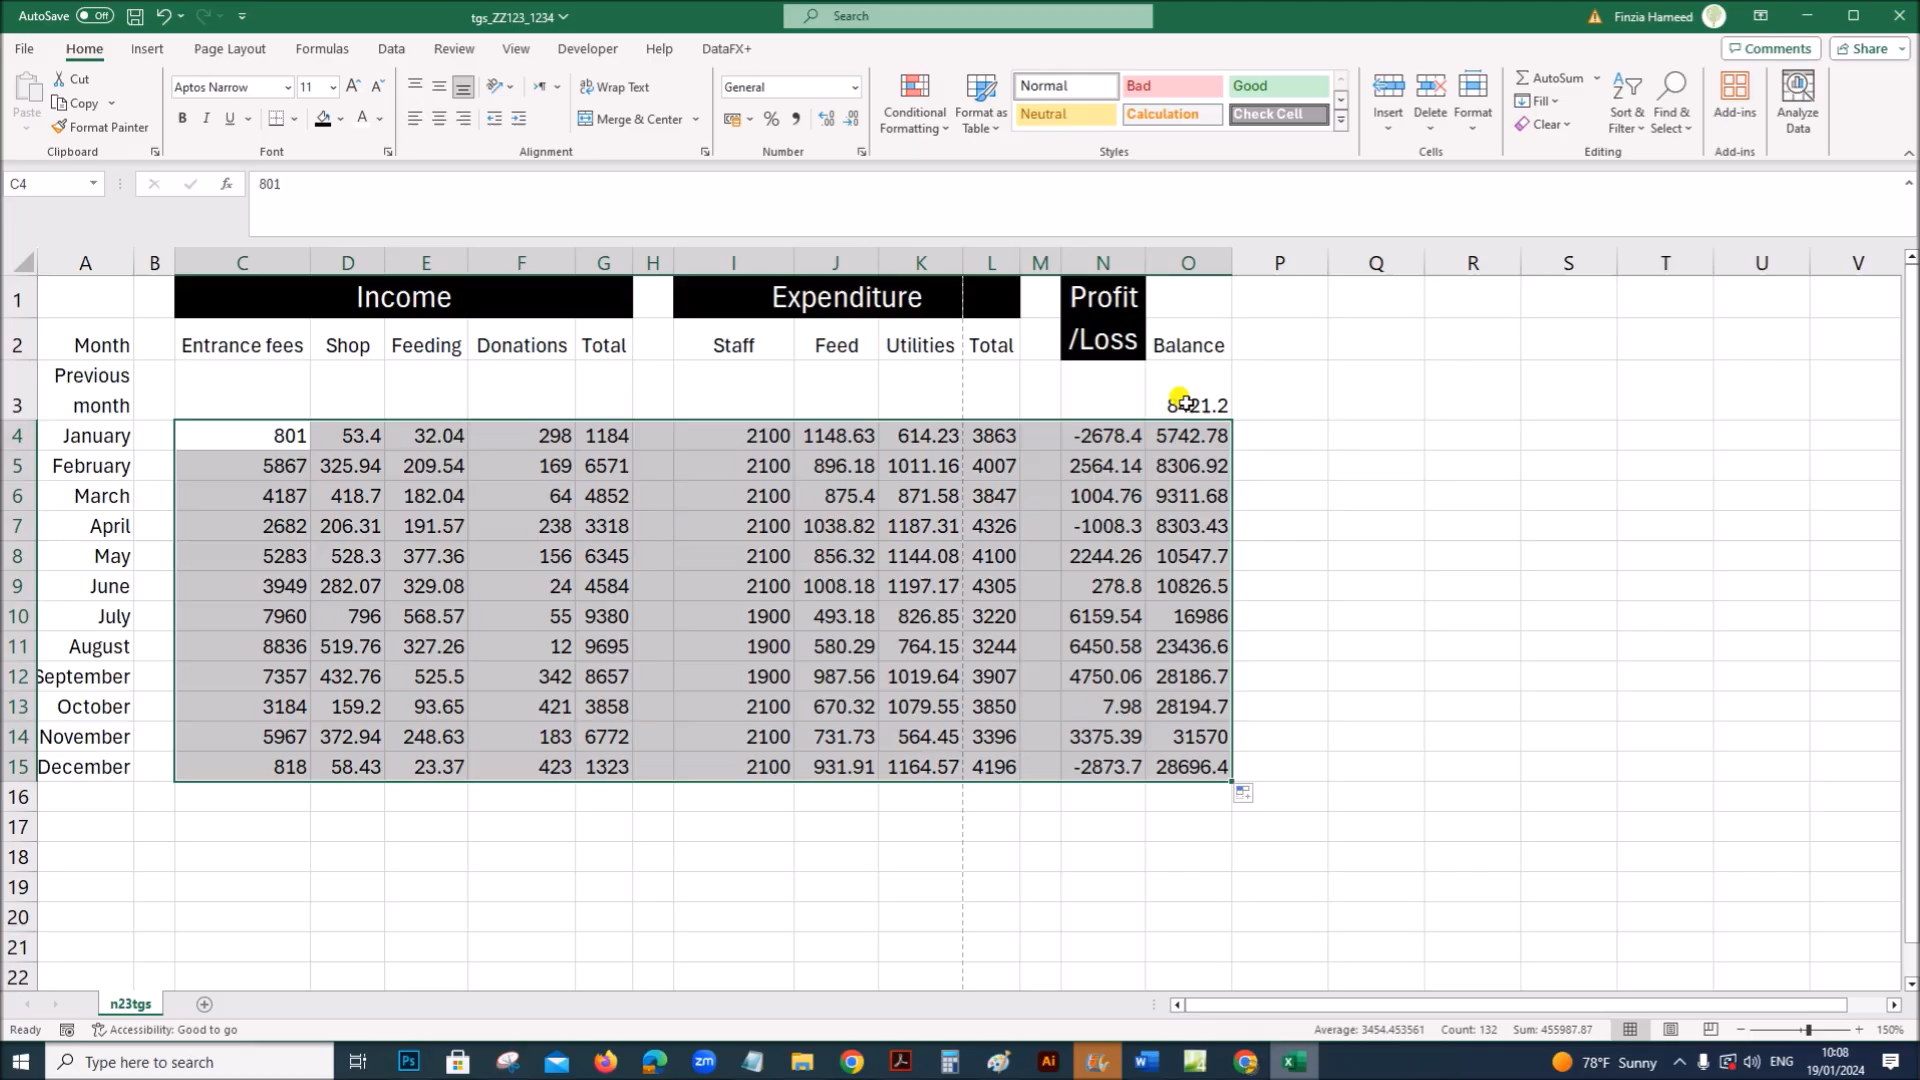 AutoSave Off tgs_ZZ123_1234 Search Finzia Hameed
File Home Insert Page Layout Formulas Data Review View Developer Help DataFX+ Comments Share
Paste Cut Copy Format Painter Clipboard
Aptos Narrow 11 B I U A Font
Wrap Text Merge & Center Alignment
General % Number
Conditional Formatting Format as Table Normal Bad Good Neutral Calculation Check Cell Styles
Insert Delete Format Cells
AutoSum Fill Clear Sort & Filter Find & Select Editing
Add-ins Add-ins Analyze Data
C4 fx 801
A B C D E F G H I J K L M N O P Q R S T U V
1 Income Expenditure Profit
2 Month Entrance fees Shop Feeding Donations Total Staff Feed Utilities Total /Loss Balance
Previous
3 month
4 January 801 53.4 32.04 298 1184 2100 1148.63 614.23 3863 -2678.4 5742.78
5 February 5867 325.94 209.54 169 6571 2100 896.18 1011.16 4007 2564.14 8306.92
6 March 4187 418.7 182.04 64 4852 2100 875.4 871.58 3847 1004.76 9311.68
7 April 2682 206.31 191.57 238 3318 2100 1038.82 1187.31 4326 -1008.3 8303.43
8 May 5283 528.3 377.36 156 6345 2100 856.32 1144.08 4100 2244.26 10547.7
9 June 3949 282.07 329.08 24 4584 2100 1008.18 1197.17 4305 278.8 10826.5
10 July 7960 796 568.57 55 9380 1900 493.18 826.85 3220 6159.54 16986
11 August 8836 519.76 327.26 12 9695 1900 580.29 764.15 3244 6450.58 23436.6
12 September 7357 432.76 525.5 342 8657 1900 987.56 1019.64 3907 4750.06 28186.7
13 October 3184 159.2 93.65 421 3858 2100 670.32 1079.55 3850 7.98 28194.7
14 November 5967 372.94 248.63 183 6772 2100 731.73 564.45 3396 3375.39 31570
15 December 818 58.43 23.37 423 1323 2100 931.91 1164.57 4196 -2873.7 28696.4
16
17
18
19
20
21
22
n23tgs
Ready Accessibility: Good to go Average: 3454.453561 Count: 132 Sum: 455987.87 150%
Type here to search Ps zm Ai W 78°F Sunny ENG 10:08
19/01/2024